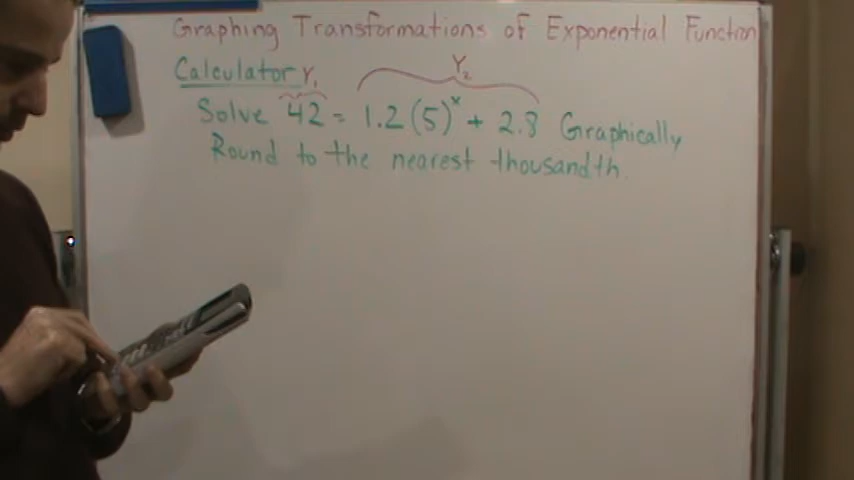 Graphing Transformations of Exponential Function
Calculator Y₁ Y₂
Solve 42 = 1.2(5)ˣ + 2.8 Graphically
Round to the nearest thousandth.